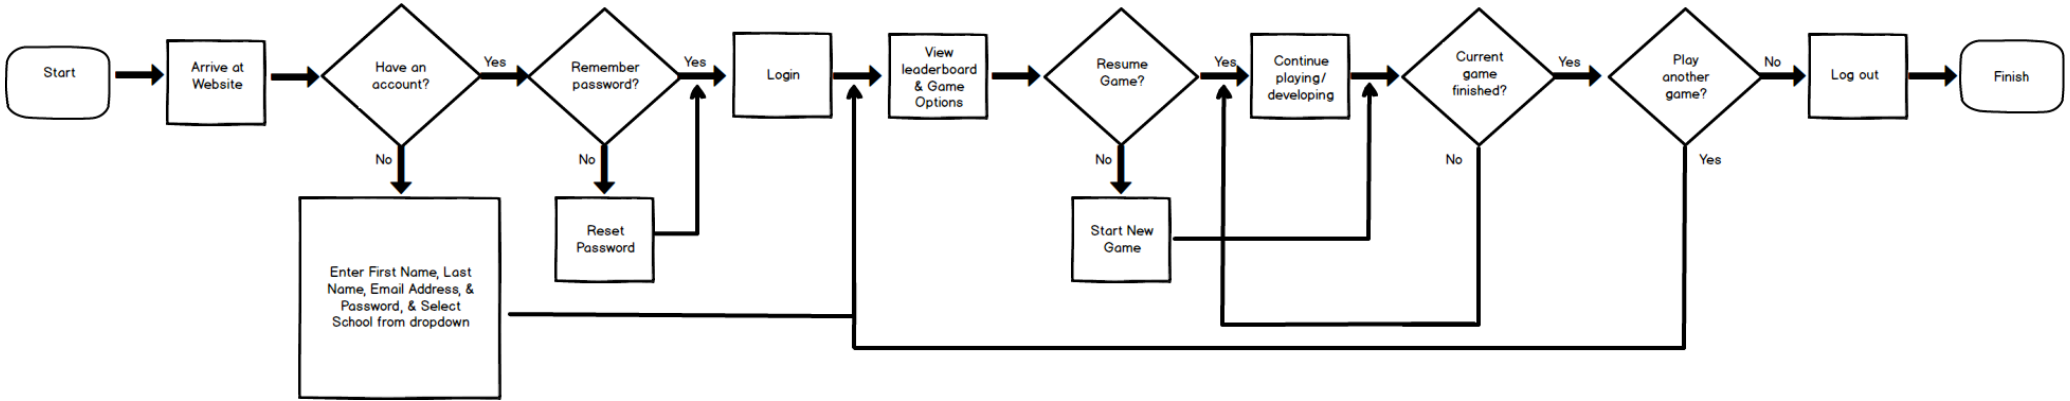 Start
Arrive at
Website
Have an
account?
Yes
No
Remember
password?
Yes
No
Login
View
leaderboard
& Game
Options
Resume
Game?
Yes
No
Continue
playing/
developing
Current
game
finished?
Yes
No
Play
another
game?
No
Yes
Log out
Finish
Enter First Name, Last
Name, Email Address, &
Password, & Select
School from dropdown
Reset
Password
Start New
Game